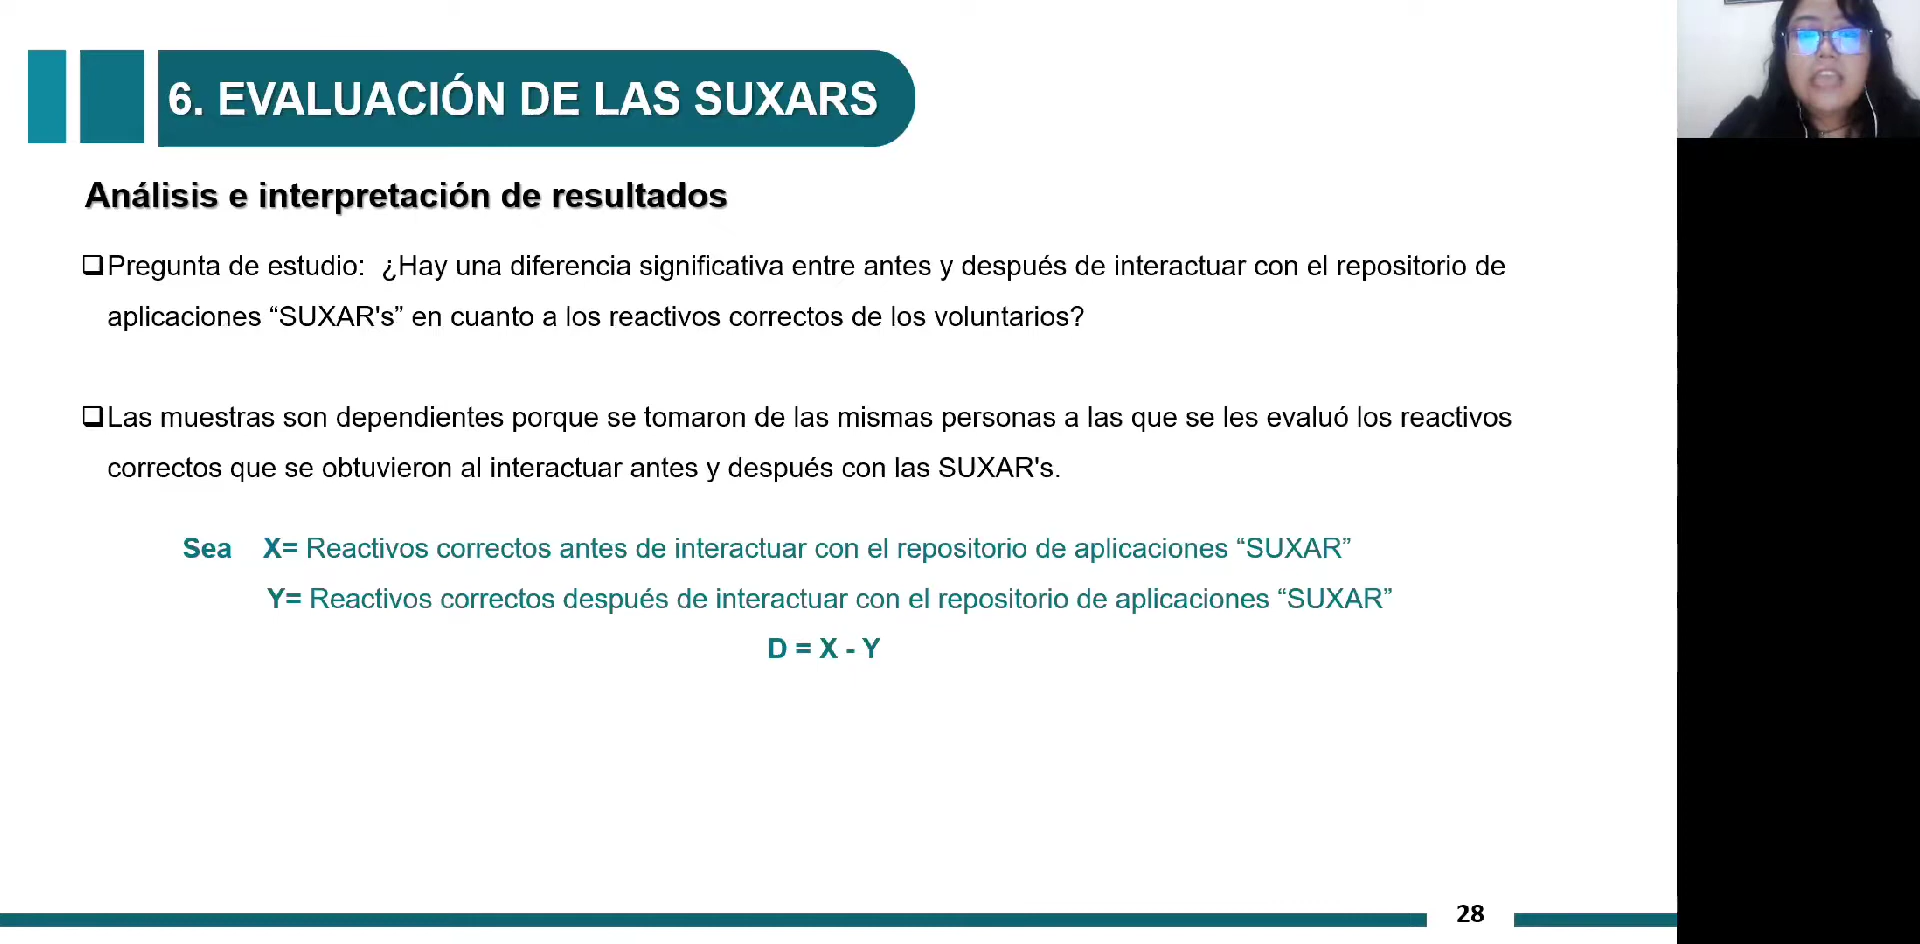 6. EVALUACIÓN DE LAS SUXARS
Análisis e interpretación de resultados
Pregunta de estudio: ¿Hay una diferencia significativa entre antes y después de interactuar con el repositorio de
aplicaciones “SUXAR's” en cuanto a los reactivos correctos de los voluntarios?
Las muestras son dependientes porque se tomaron de las mismas personas a las que se les evaluó los reactivos
correctos que se obtuvieron al interactuar antes y después con las SUXAR's.
Sea X= Reactivos correctos antes de interactuar con el repositorio de aplicaciones “SUXAR”
Y= Reactivos correctos después de interactuar con el repositorio de aplicaciones “SUXAR”
D = X - Y
28